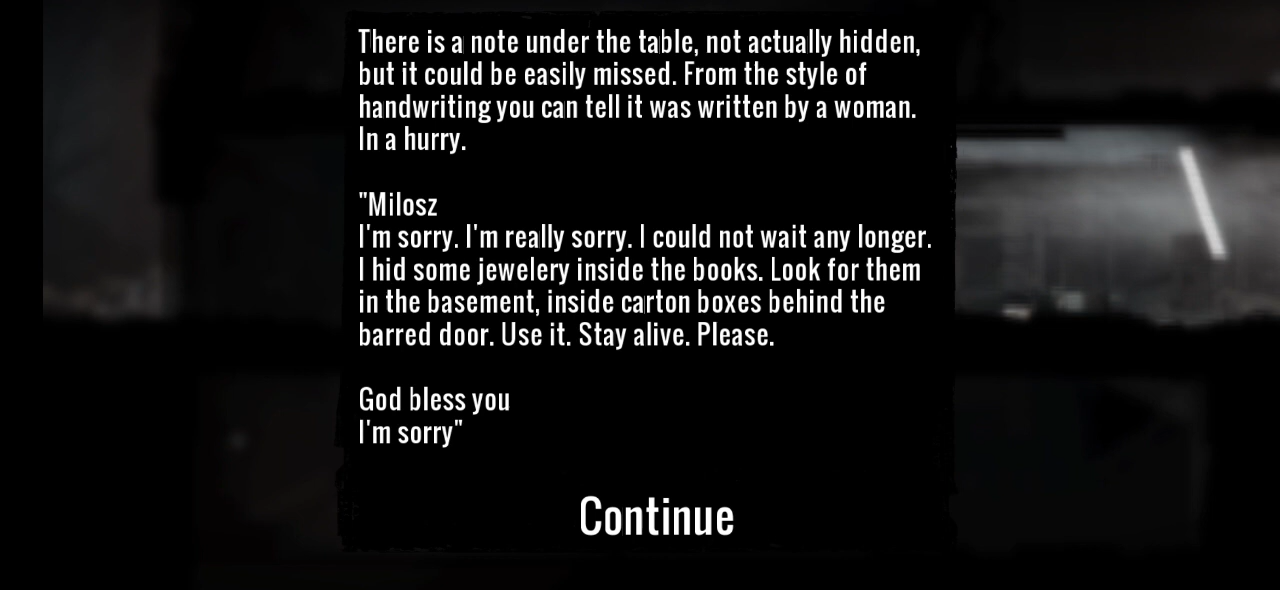 There is a note under the table, not actually hidden,
but it could be easily missed. From the style of
handwriting you can tell it was written by a woman.
In a hurry.
"Milosz
I'm sorry. I'm really sorry. I could not wait any longer.
I hid some jewelery inside the books. Look for them
in the basement, inside carton boxes behind the
barred door. Use it. Stay alive. Please.
God bless you
I'm sorry"
Continue